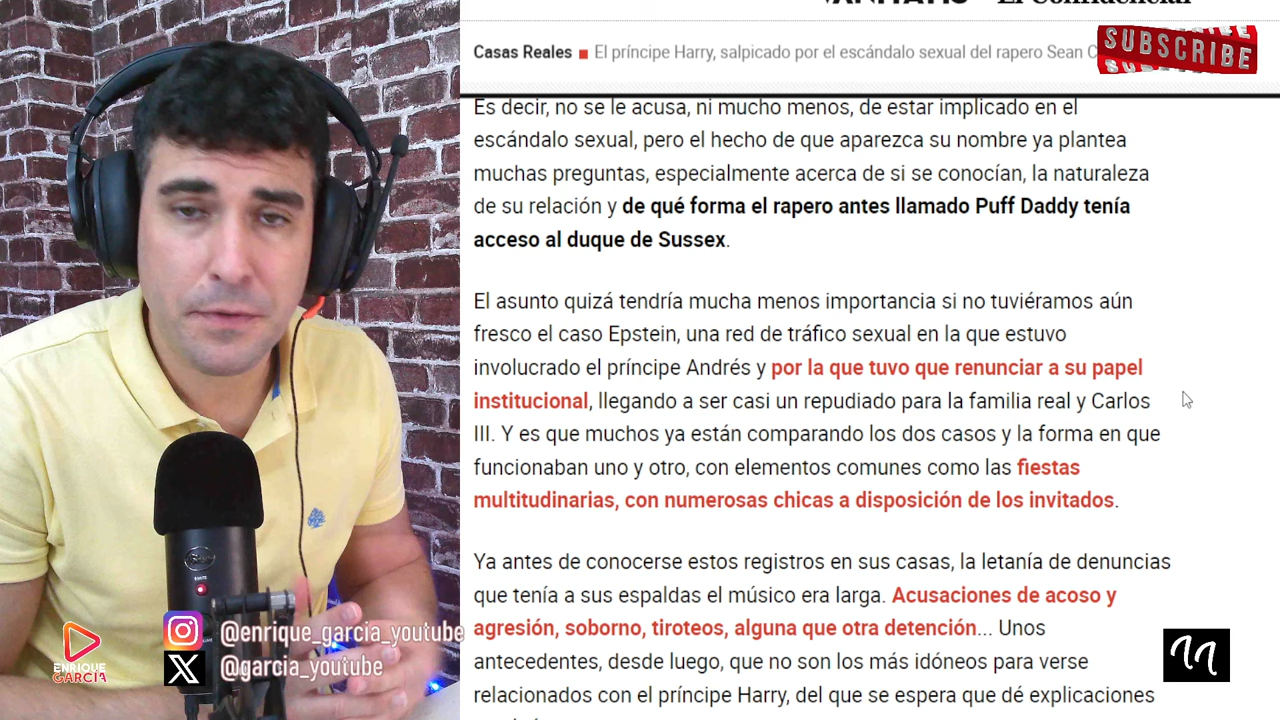 VANITATIS
El Confidencial
Casas Reales ■ El príncipe Harry, salpicado por el escándalo sexual del rapero Sean
SUBSCRIBE
Es decir, no se le acusa, ni mucho menos, de estar implicado en el
escándalo sexual, pero el hecho de que aparezca su nombre ya plantea
muchas preguntas, especialmente acerca de si se conocían, la naturaleza
de su relación y de qué forma el rapero antes llamado Puff Daddy tenía
acceso al duque de Sussex.
El asunto quizá tendría mucha menos importancia si no tuviéramos aún
fresco el caso Epstein, una red de tráfico sexual en la que estuvo
involucrado el príncipe Andrés y por la que tuvo que renunciar a su papel
institucional, llegando a ser casi un repudiado para la familia real y Carlos
III. Y es que muchos ya están comparando los dos casos y la forma en que
funcionaban uno y otro, con elementos comunes como las fiestas
multitudinarias, con numerosas chicas a disposición de los invitados.
Ya antes de conocerse estos registros en sus casas, la letanía de denuncias
que tenía a sus espaldas el músico era larga. Acusaciones de acoso y
agresión, soborno, tiroteos, alguna que otra detención... Unos
antecedentes, desde luego, que no son los más idóneos para verse
relacionados con el príncipe Harry, del que se espera que dé explicaciones
@enrique_garcia_youtube
@garcia_youtube
ENRIQUE
GARCIA